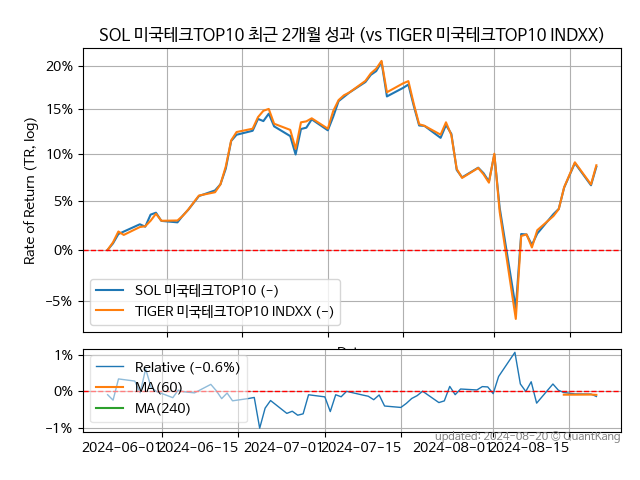 SOL 미국테크TOP10 최근 2개월 성과 (vs TIGER 미국테크TOP10 INDXX)
Rate of Return (TR, log)
20%
15%
10%
5%
0%
−5%
SOL 미국테크TOP10 (-)
TIGER 미국테크TOP10 INDXX (-)
1%
0%
−1%
Relative (-0.6%)
MA(60)
MA(240)
2024-06-01 2024-06-15 2024-07-01 2024-07-15 2024-08-01 2024-08-15
updated: 2024-08-20 © QuantKang